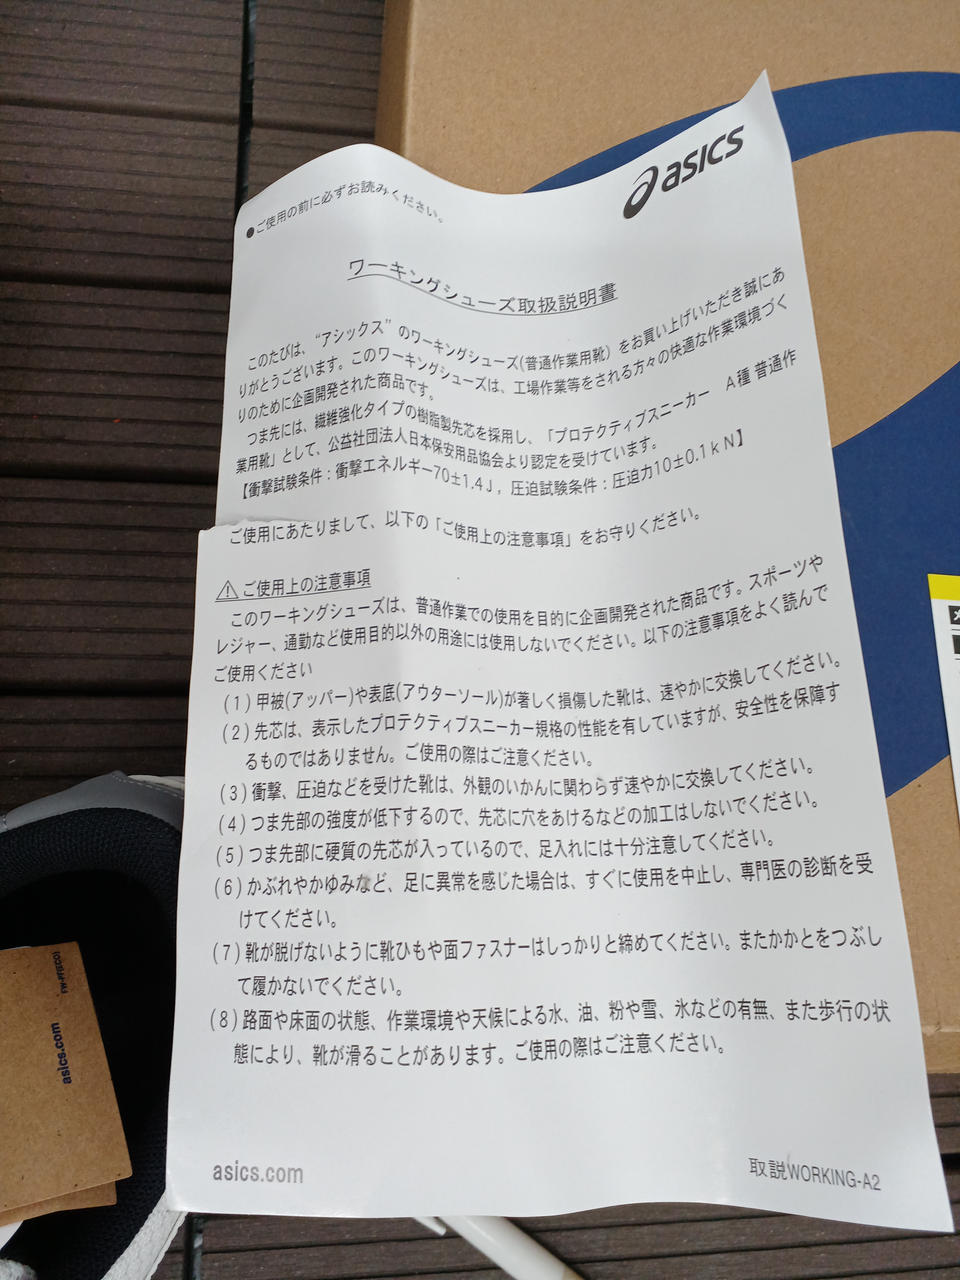 ●ご使用の前に必ずお読みください。
asics
ワーキングシューズ取扱説明書
このたびは、“アシックス”のワーキングシューズ(普通作業用靴)をお買い上げいただき誠にあ
りがとうございます。このワーキングシューズは、工場作業等をされる方々の快適な作業環境づく
りのために企画開発された商品です。
つま先には、繊維強化タイプの樹脂製先芯を採用し、「プロテクティブスニーカー　A種 普通作
業用靴」として、公益社団法人日本保安用品協会より認定を受けています。
【衝撃試験条件：衝撃エネルギー70±1.4J，圧迫試験条件：圧迫力10±0.1ｋＮ】
ご使用にあたりまして、以下の「ご使用上の注意事項」をお守りください。
⚠ご使用上の注意事項
このワーキングシューズは、普通作業での使用を目的に企画開発された商品です。スポーツや
レジャー、通勤など使用目的以外の用途には使用しないでください。以下の注意事項をよく読んで
ご使用ください
(1)甲被(アッパー)や表底(アウターソール)が著しく損傷した靴は、速やかに交換してください。
(2)先芯は、表示したプロテクティブスニーカー規格の性能を有していますが、安全性を保障す
るものではありません。ご使用の際はご注意ください。
(3)衝撃、圧迫などを受けた靴は、外観のいかんに関わらず速やかに交換してください。
(4)つま先部の強度が低下するので、先芯に穴をあけるなどの加工はしないでください。
(5)つま先部に硬質の先芯が入っているので、足入れには十分注意してください。
(6)かぶれやかゆみなど、足に異常を感じた場合は、すぐに使用を中止し、専門医の診断を受
けてください。
(7)靴が脱げないように靴ひもや面ファスナーはしっかりと締めてください。またかかとをつぶし
て履かないでください。
(8)路面や床面の状態、作業環境や天候による水、油、粉や雪、氷などの有無、また歩行の状
態により、靴が滑ることがあります。ご使用の際はご注意ください。
asics.com
取説WORKING-A2
asics.com